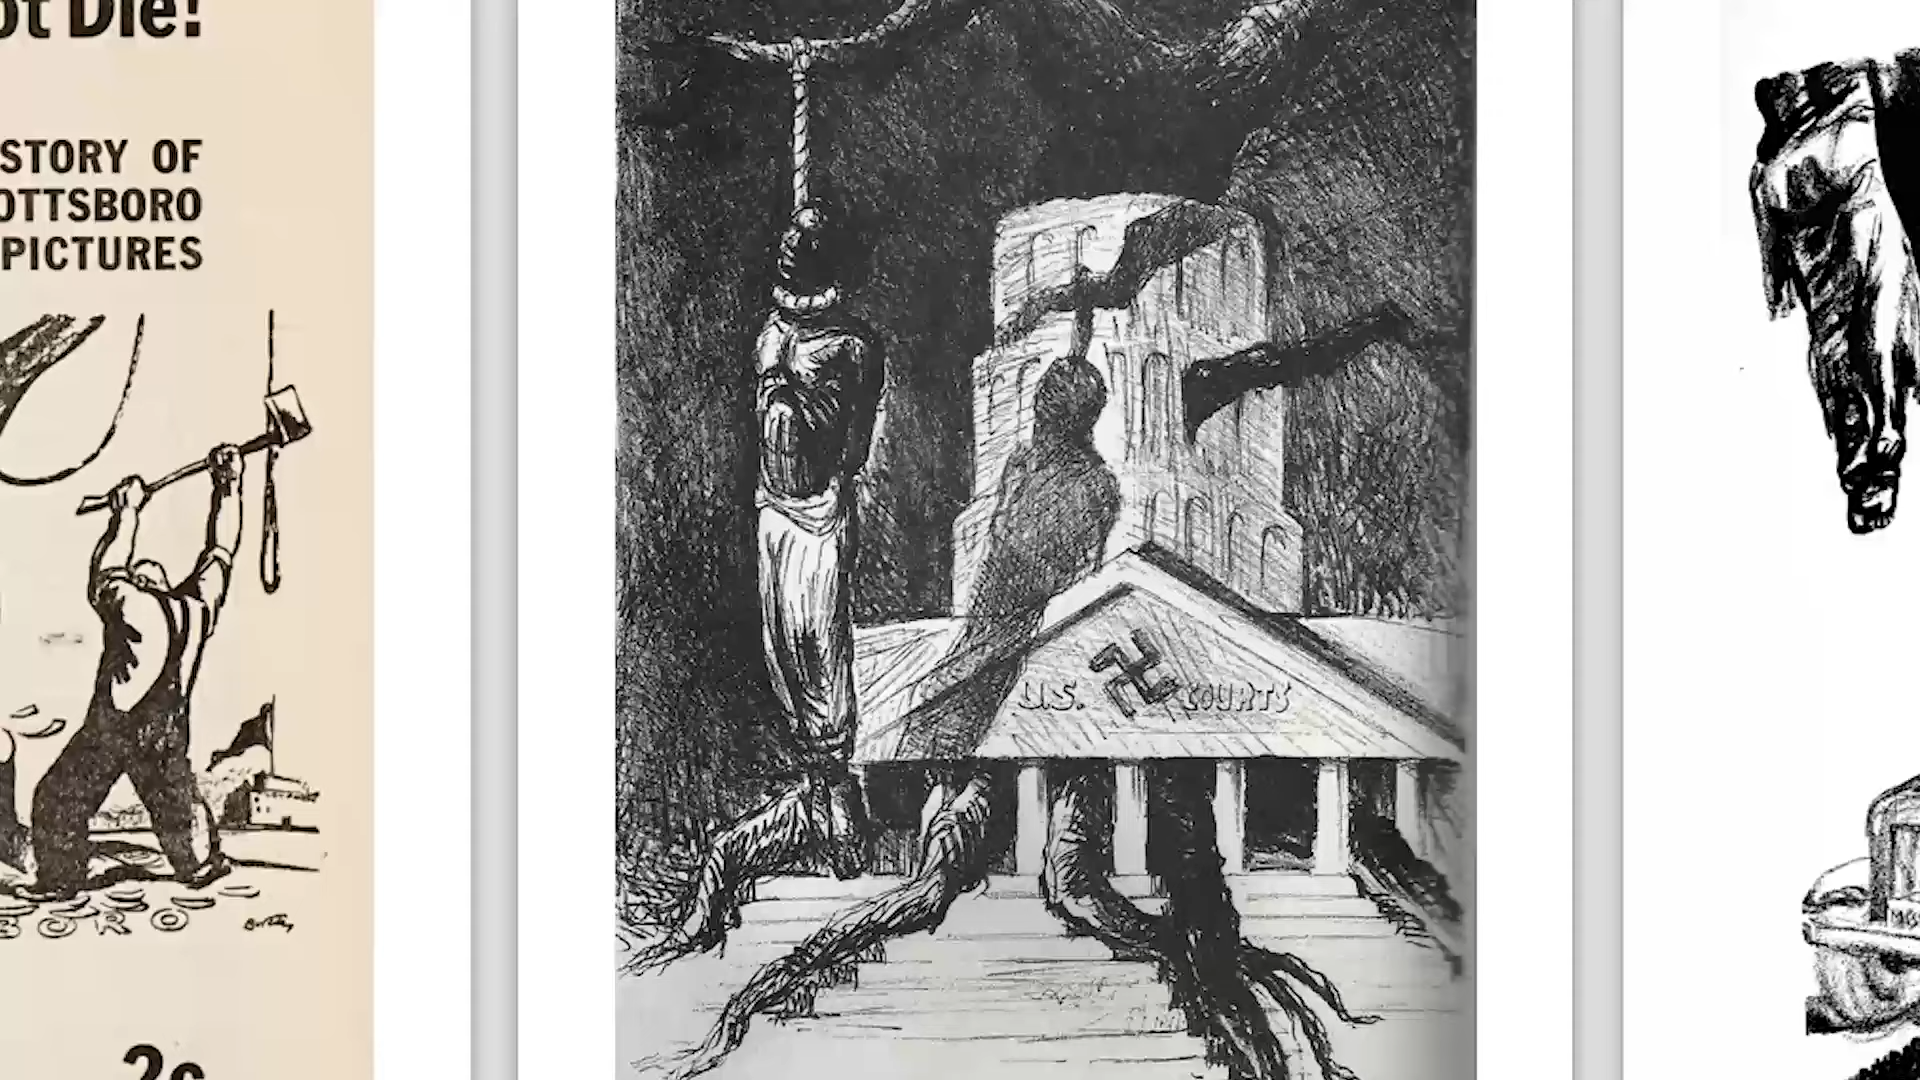 ot Die!
STORY OF
OTTSBORO
PICTURES
B O R O
2c
U.S. COURTS